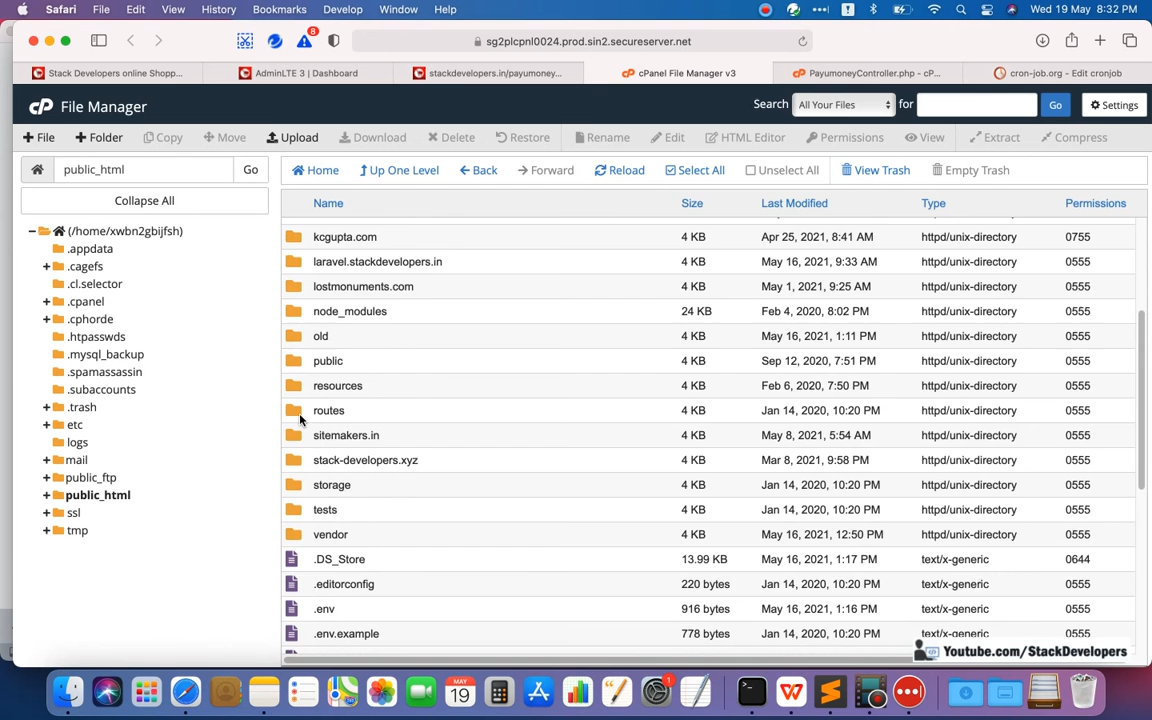 Safari File Edit View History Bookmarks Develop Window Help Wed 19 May 8:32 PM
8 sg2plcpnl0024.prod.sin2.secureserver.net
Stack Developers online Shopp... AdminLTE 3 | Dashboard stackdevelopers.in/payumoney... cPanel File Manager v3 PayumoneyController.php - cP... cron-job.org - Edit cronjob
cP File Manager Search All Your Files for Go Settings
+ File + Folder Copy Move Upload Download Delete Restore Rename Edit HTML Editor Permissions View Extract Compress
public_html Go Home Up One Level Back Forward Reload Select All Unselect All View Trash Empty Trash
Collapse All
Name Size Last Modified Type Permissions
(/home/xwbn2gbijfsh)
.appdata
.cagefs
.cl.selector
.cpanel
.cphorde
.htpasswds
.mysql_backup
.spamassassin
.subaccounts
.trash
etc
logs
mail
public_ftp
public_html
ssl
tmp
kcgupta.com 4 KB Apr 25, 2021, 8:41 AM httpd/unix-directory 0755
laravel.stackdevelopers.in 4 KB May 16, 2021, 9:33 AM httpd/unix-directory 0555
lostmonuments.com 4 KB May 1, 2021, 9:25 AM httpd/unix-directory 0555
node_modules 24 KB Feb 4, 2020, 8:02 PM httpd/unix-directory 0555
old 4 KB May 16, 2021, 1:11 PM httpd/unix-directory 0555
public 4 KB Sep 12, 2020, 7:51 PM httpd/unix-directory 0555
resources 4 KB Feb 6, 2020, 7:50 PM httpd/unix-directory 0555
routes 4 KB Jan 14, 2020, 10:20 PM httpd/unix-directory 0555
sitemakers.in 4 KB May 8, 2021, 5:54 AM httpd/unix-directory 0555
stack-developers.xyz 4 KB Mar 8, 2021, 9:58 PM httpd/unix-directory 0555
storage 4 KB Jan 14, 2020, 10:20 PM httpd/unix-directory 0555
tests 4 KB Jan 14, 2020, 10:20 PM httpd/unix-directory 0555
vendor 4 KB May 16, 2021, 12:50 PM httpd/unix-directory 0555
.DS_Store 13.99 KB May 16, 2021, 1:17 PM text/x-generic 0644
.editorconfig 220 bytes Jan 14, 2020, 10:20 PM text/x-generic 0555
.env 916 bytes May 16, 2021, 1:16 PM text/x-generic 0555
.env.example 778 bytes Jan 14, 2020, 10:20 PM text/x-generic 0555
Youtube.com/StackDevelopers
MAY
19
1